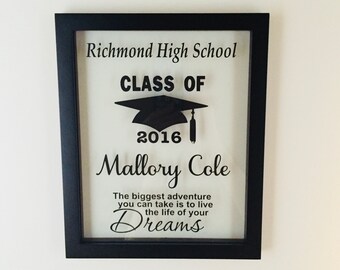 Richmond High School
CLASS OF
2016
Mallory Cole
The biggest adventure
you can take is to live
the life of your
Dreams